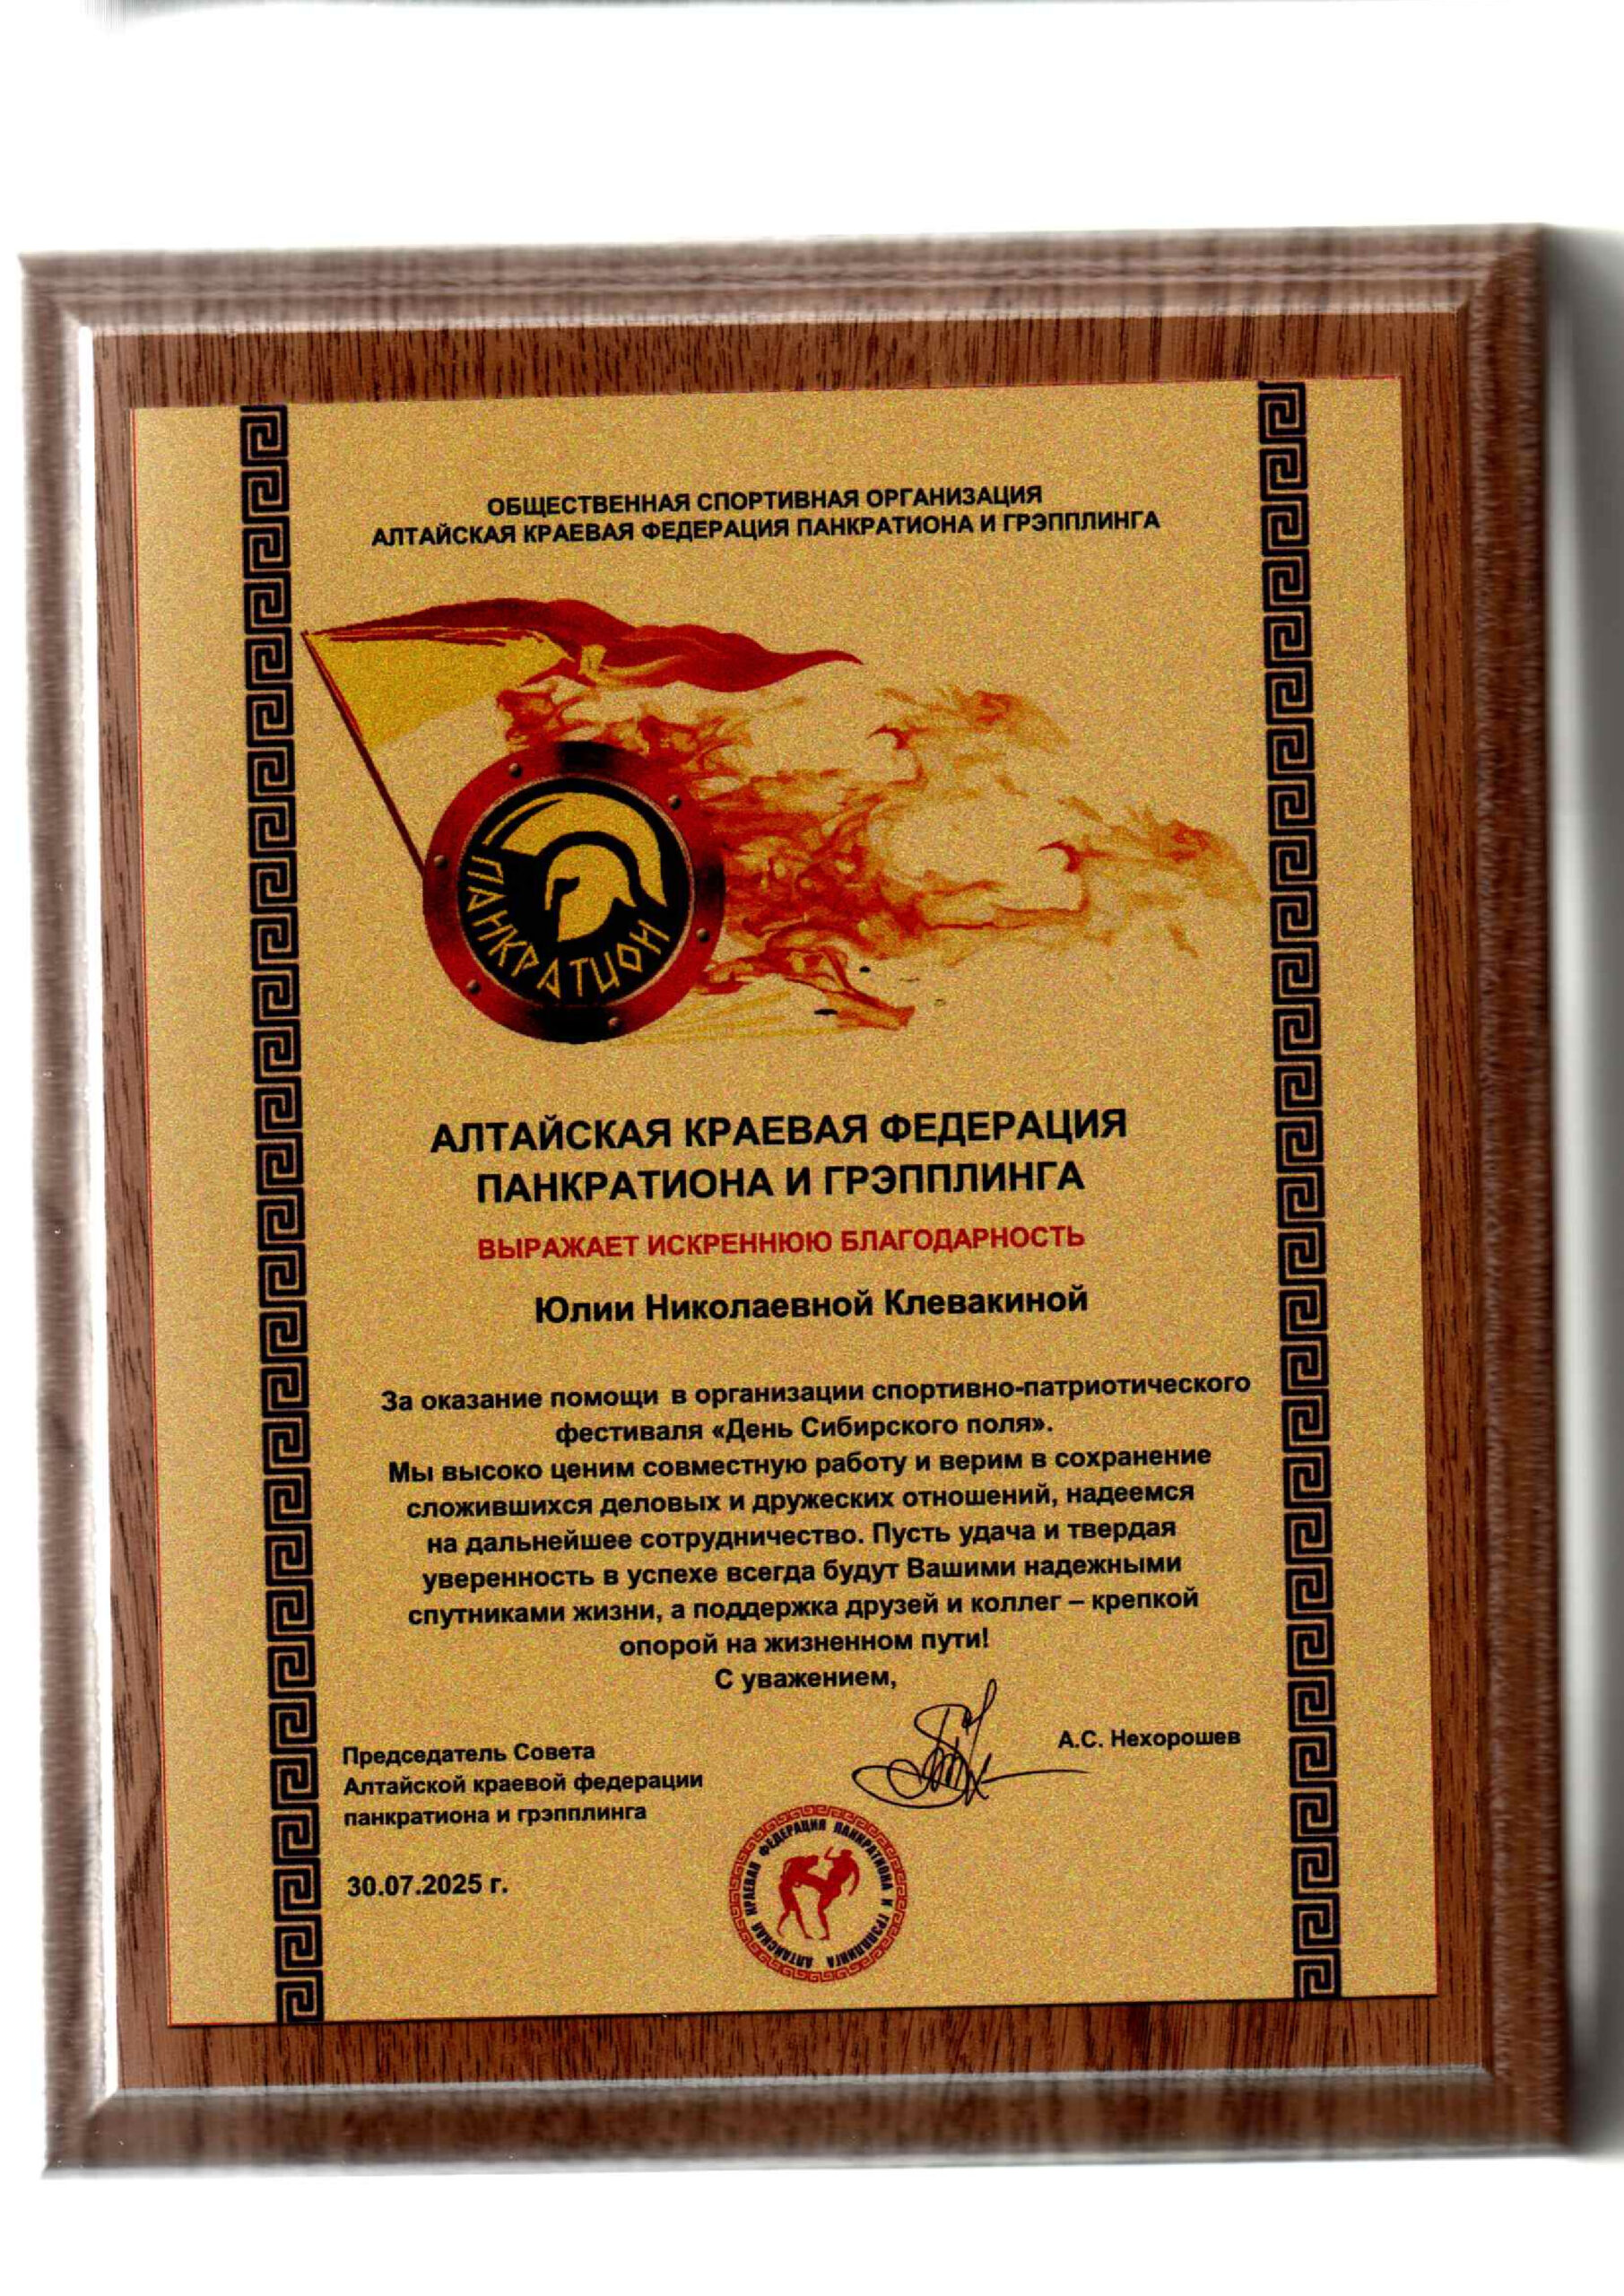 ОБЩЕСТВЕННАЯ СПОРТИВНАЯ ОРГАНИЗАЦИЯ
АЛТАЙСКАЯ КРАЕВАЯ ФЕДЕРАЦИЯ ПАНКРАТИОНА И ГРЭППЛИНГА
ПАНКРАТИОН
АЛТАЙСКАЯ КРАЕВАЯ ФЕДЕРАЦИЯ
ПАНКРАТИОНА И ГРЭППЛИНГА
ВЫРАЖАЕТ ИСКРЕННЮЮ БЛАГОДАРНОСТЬ
Юлии Николаевной Клевакиной
За оказание помощи в организации спортивно-патриотического
фестиваля «День Сибирского поля».
Мы высоко ценим совместную работу и верим в сохранение
сложившихся деловых и дружеских отношений, надеемся
на дальнейшее сотрудничество. Пусть удача и твердая
уверенность в успехе всегда будут Вашими надежными
спутниками жизни, а поддержка друзей и коллег – крепкой
опорой на жизненном пути!
С уважением,
Председатель Совета
Алтайской краевой федерации
панкратиона и грэпплинга
А.С. Нехорошев
30.07.2025 г.
АЛТАЙСКАЯ КРАЕВАЯ ФЕДЕРАЦИЯ ПАНКРАТИОНА И ГРЭППЛИНГА